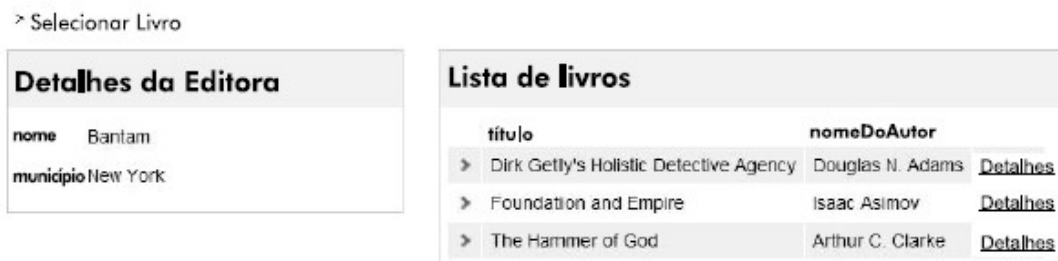 > Selecionar Livro
Detalhes da Editora
nome Bantam
município New York
Lista de livros
título nomeDoAutor
> Dirk Getly's Holistic Detective Agency Douglas N. Adams Detalhes
> Foundation and Empire Isaac Asimov Detalhes
> The Hammer of God Arthur C. Clarke Detalhes